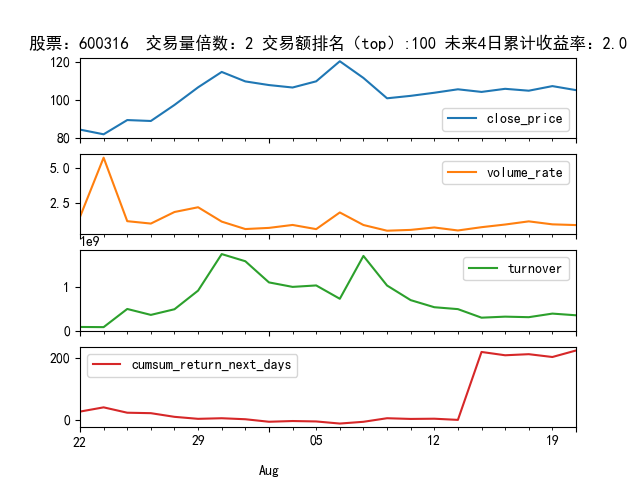 股票：600316 交易量倍数：2 交易额排名（top）:100 未来4日累计收益率：2.0
120
100
80
close_price
5.0
2.5
volume_rate
1e9
1
0
turnover
200
0
cumsum_return_next_days
22 29 05 12 19
Aug